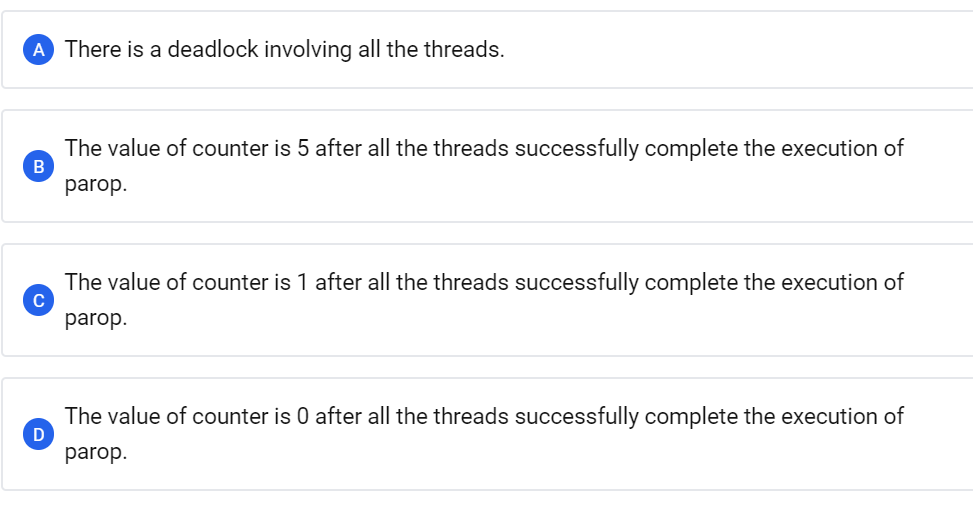 A There is a deadlock involving all the threads.
B The value of counter is 5 after all the threads successfully complete the execution of
parop.
C The value of counter is 1 after all the threads successfully complete the execution of
parop.
D The value of counter is 0 after all the threads successfully complete the execution of
parop.